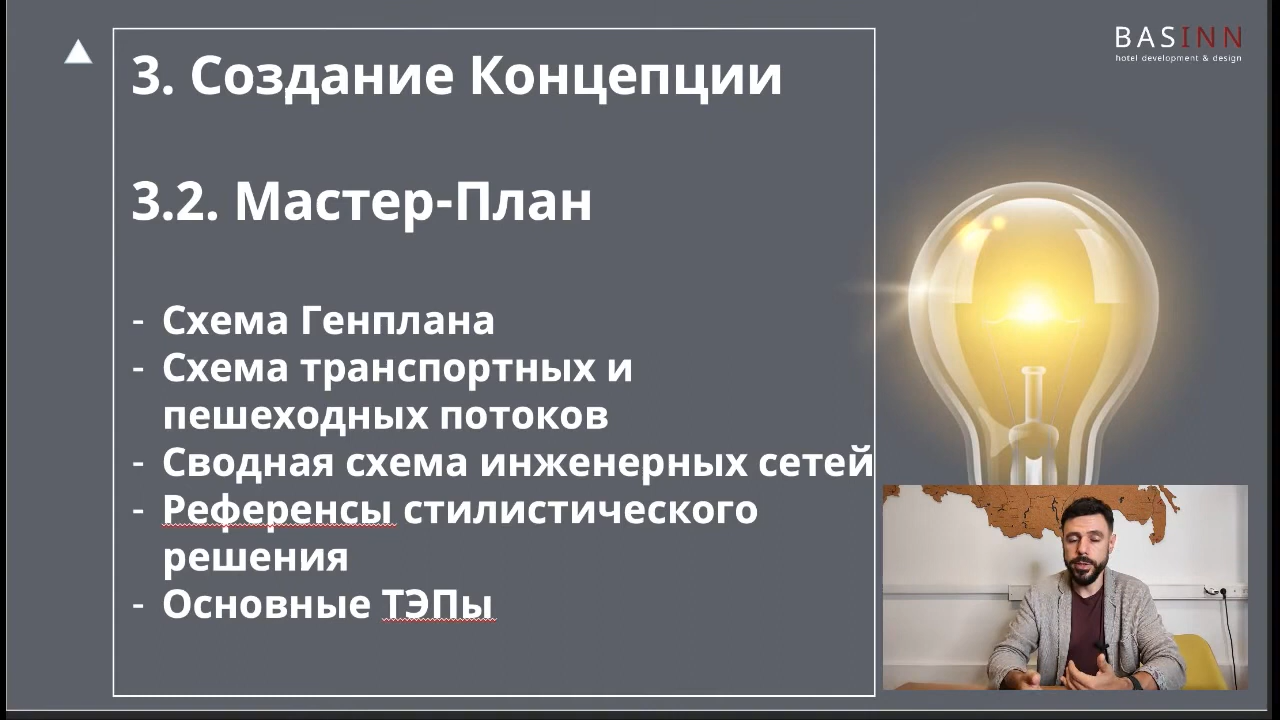 BASINN
hotel development & design
3. Создание Концепции
3.2. Мастер-План
- Схема Генплана
- Схема транспортных и
пешеходных потоков
- Сводная схема инженерных сетей
- Референсы стилистического
решения
- Основные ТЭПы